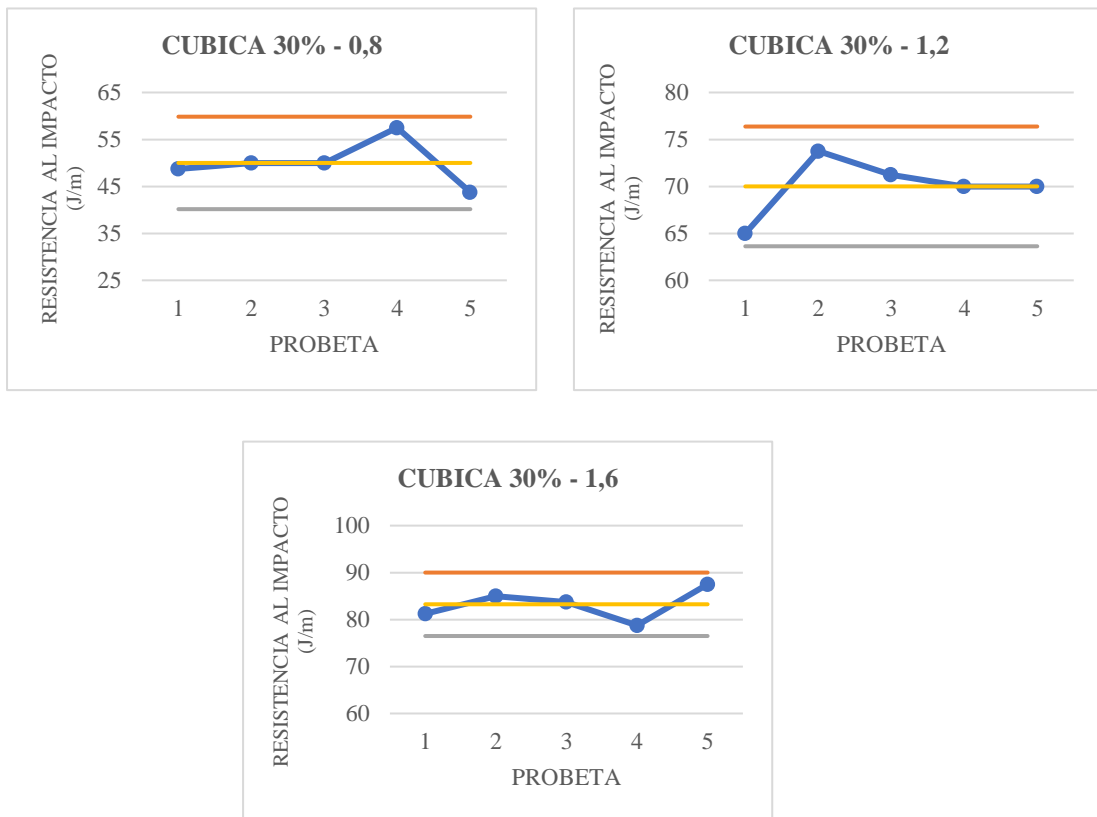 CUBICA 30% - 0,8
RESISTENCIA AL IMPACTO
(J/m)
65
55
45
35
25
1 2 3 4 5
PROBETA
CUBICA 30% - 1,2
RESISTENCIA AL IMPACTO
(J/m)
80
75
70
65
60
1 2 3 4 5
PROBETA
CUBICA 30% - 1,6
RESISTENCIA AL IMPACTO
(J/m)
100
90
80
70
60
1 2 3 4 5
PROBETA